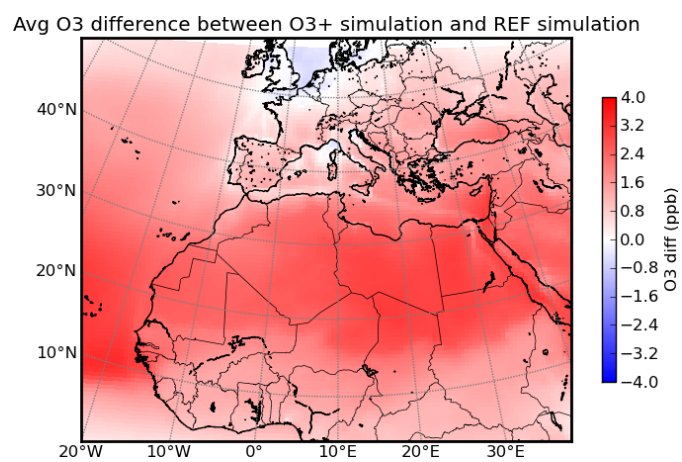 Avg O3 difference between O3+ simulation and REF simulation
40°N
30°N
20°N
10°N
20°W
10°W
0°
10°E
20°E
30°E
4.0
3.2
2.4
1.6
0.8
0.0
−0.8
−1.6
−2.4
−3.2
−4.0
O3 diff (ppb)